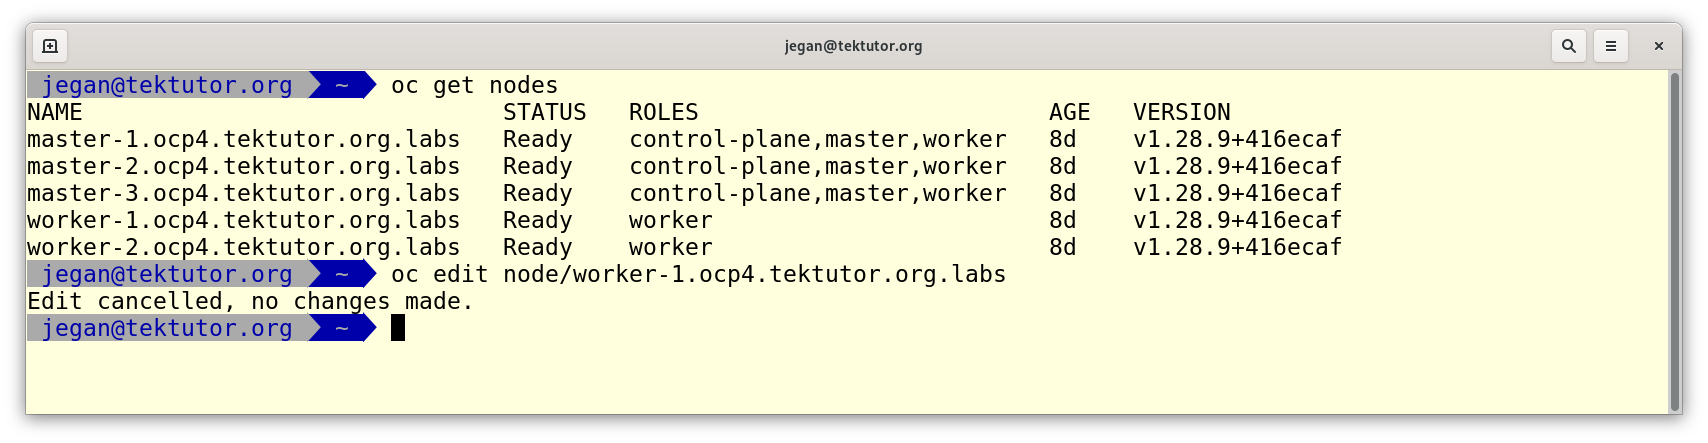 jegan@tektutor.org
jegan@tektutor.org ~ oc get nodes
NAME STATUS ROLES AGE VERSION
master-1.ocp4.tektutor.org.labs Ready control-plane,master,worker 8d v1.28.9+416ecaf
master-2.ocp4.tektutor.org.labs Ready control-plane,master,worker 8d v1.28.9+416ecaf
master-3.ocp4.tektutor.org.labs Ready control-plane,master,worker 8d v1.28.9+416ecaf
worker-1.ocp4.tektutor.org.labs Ready worker 8d v1.28.9+416ecaf
worker-2.ocp4.tektutor.org.labs Ready worker 8d v1.28.9+416ecaf
jegan@tektutor.org ~ oc edit node/worker-1.ocp4.tektutor.org.labs
Edit cancelled, no changes made.
jegan@tektutor.org ~